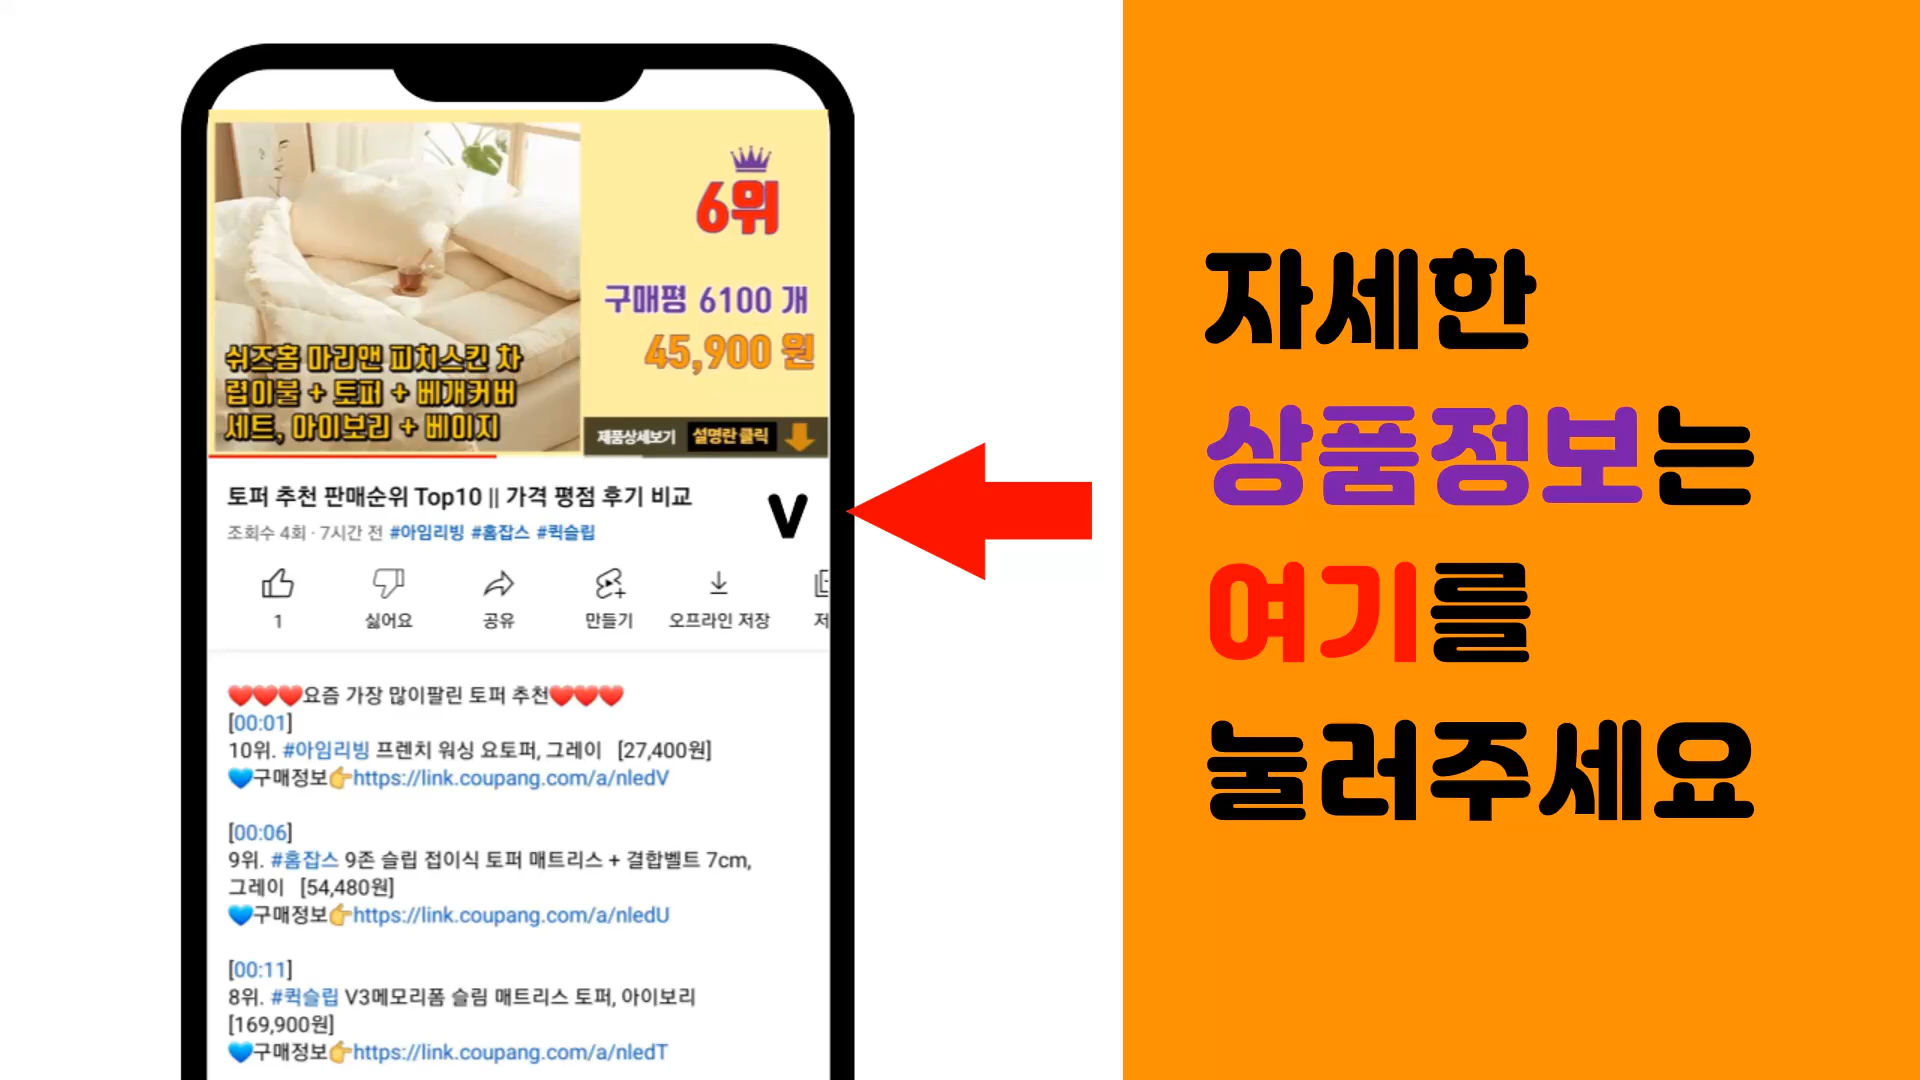 6위
구매평 6100 개
45,900 원
쉬즈홈 마리앤 피치스킨 차
렵이불 + 토퍼 + 베개커버
세트, 아이보리 + 베이지
제품상세보기 설명란 클릭
토퍼 추천 판매순위 Top10 || 가격 평점 후기 비교
V
조회수 4회 · 7시간 전 #아임리빙 #홈잡스 #퀵슬립
1 싫어요 공유 만들기 오프라인 저장 저
❤️❤️❤️요즘 가장 많이팔린 토퍼 추천❤️❤️❤️
[00:01]
10위. #아임리빙 프렌치 워싱 요토퍼, 그레이 [27,400원]
💙구매정보👉https://link.coupang.com/a/nledV
[00:06]
9위. #홈잡스 9존 슬립 접이식 토퍼 매트리스 + 결합벨트 7cm,
그레이 [54,480원]
💙구매정보👉https://link.coupang.com/a/nledU
[00:11]
8위. #퀵슬립 V3메모리폼 슬림 매트리스 토퍼, 아이보리
[169,900원]
💙구매정보👉https://link.coupang.com/a/nledT
자세한
상품정보는
여기를
눌러주세요